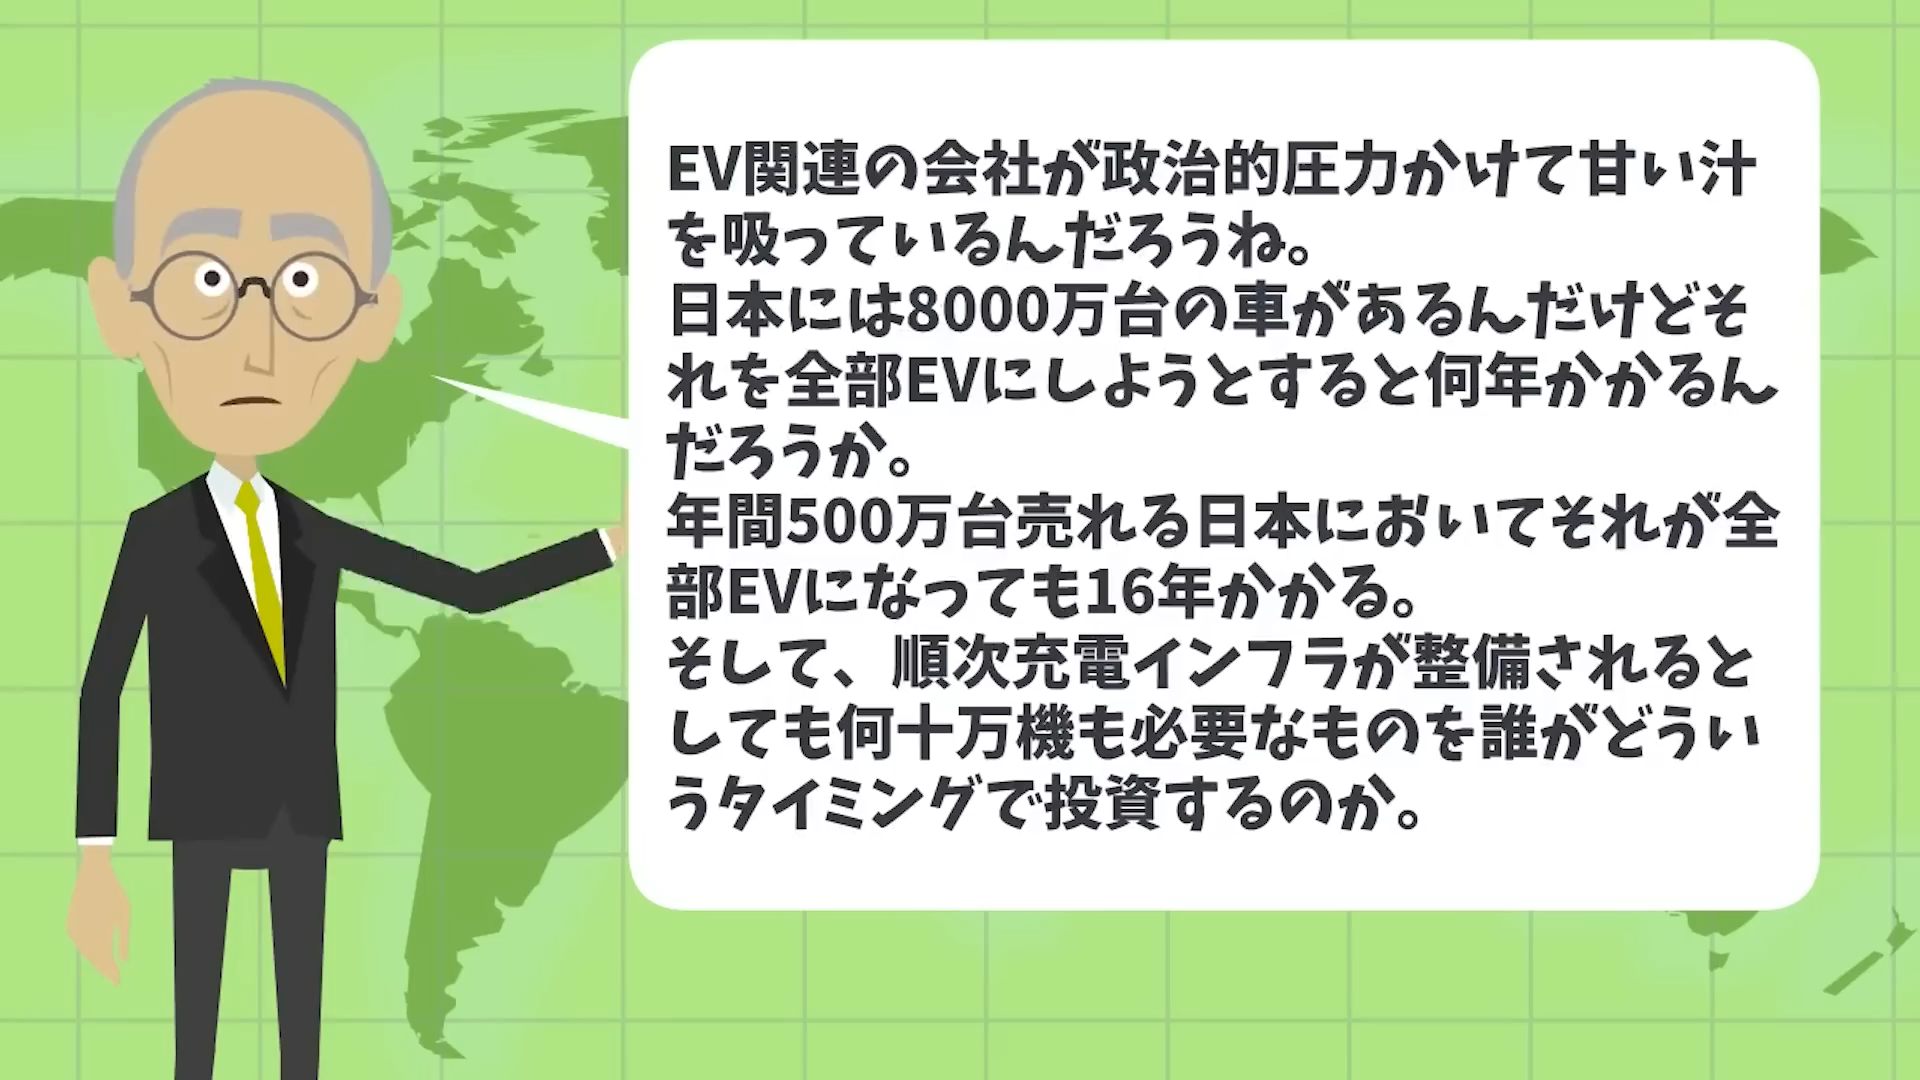 EV関連の会社が政治的圧力かけて甘い汁
を吸っているんだろうね。
日本には8000万台の車があるんだけどそ
れを全部EVにしようとすると何年かかるん
だろうか。
年間500万台売れる日本においてそれが全
部EVになっても16年かかる。
そして、順次充電インフラが整備されると
しても何十万機も必要なものを誰がどうい
うタイミングで投資するのか。